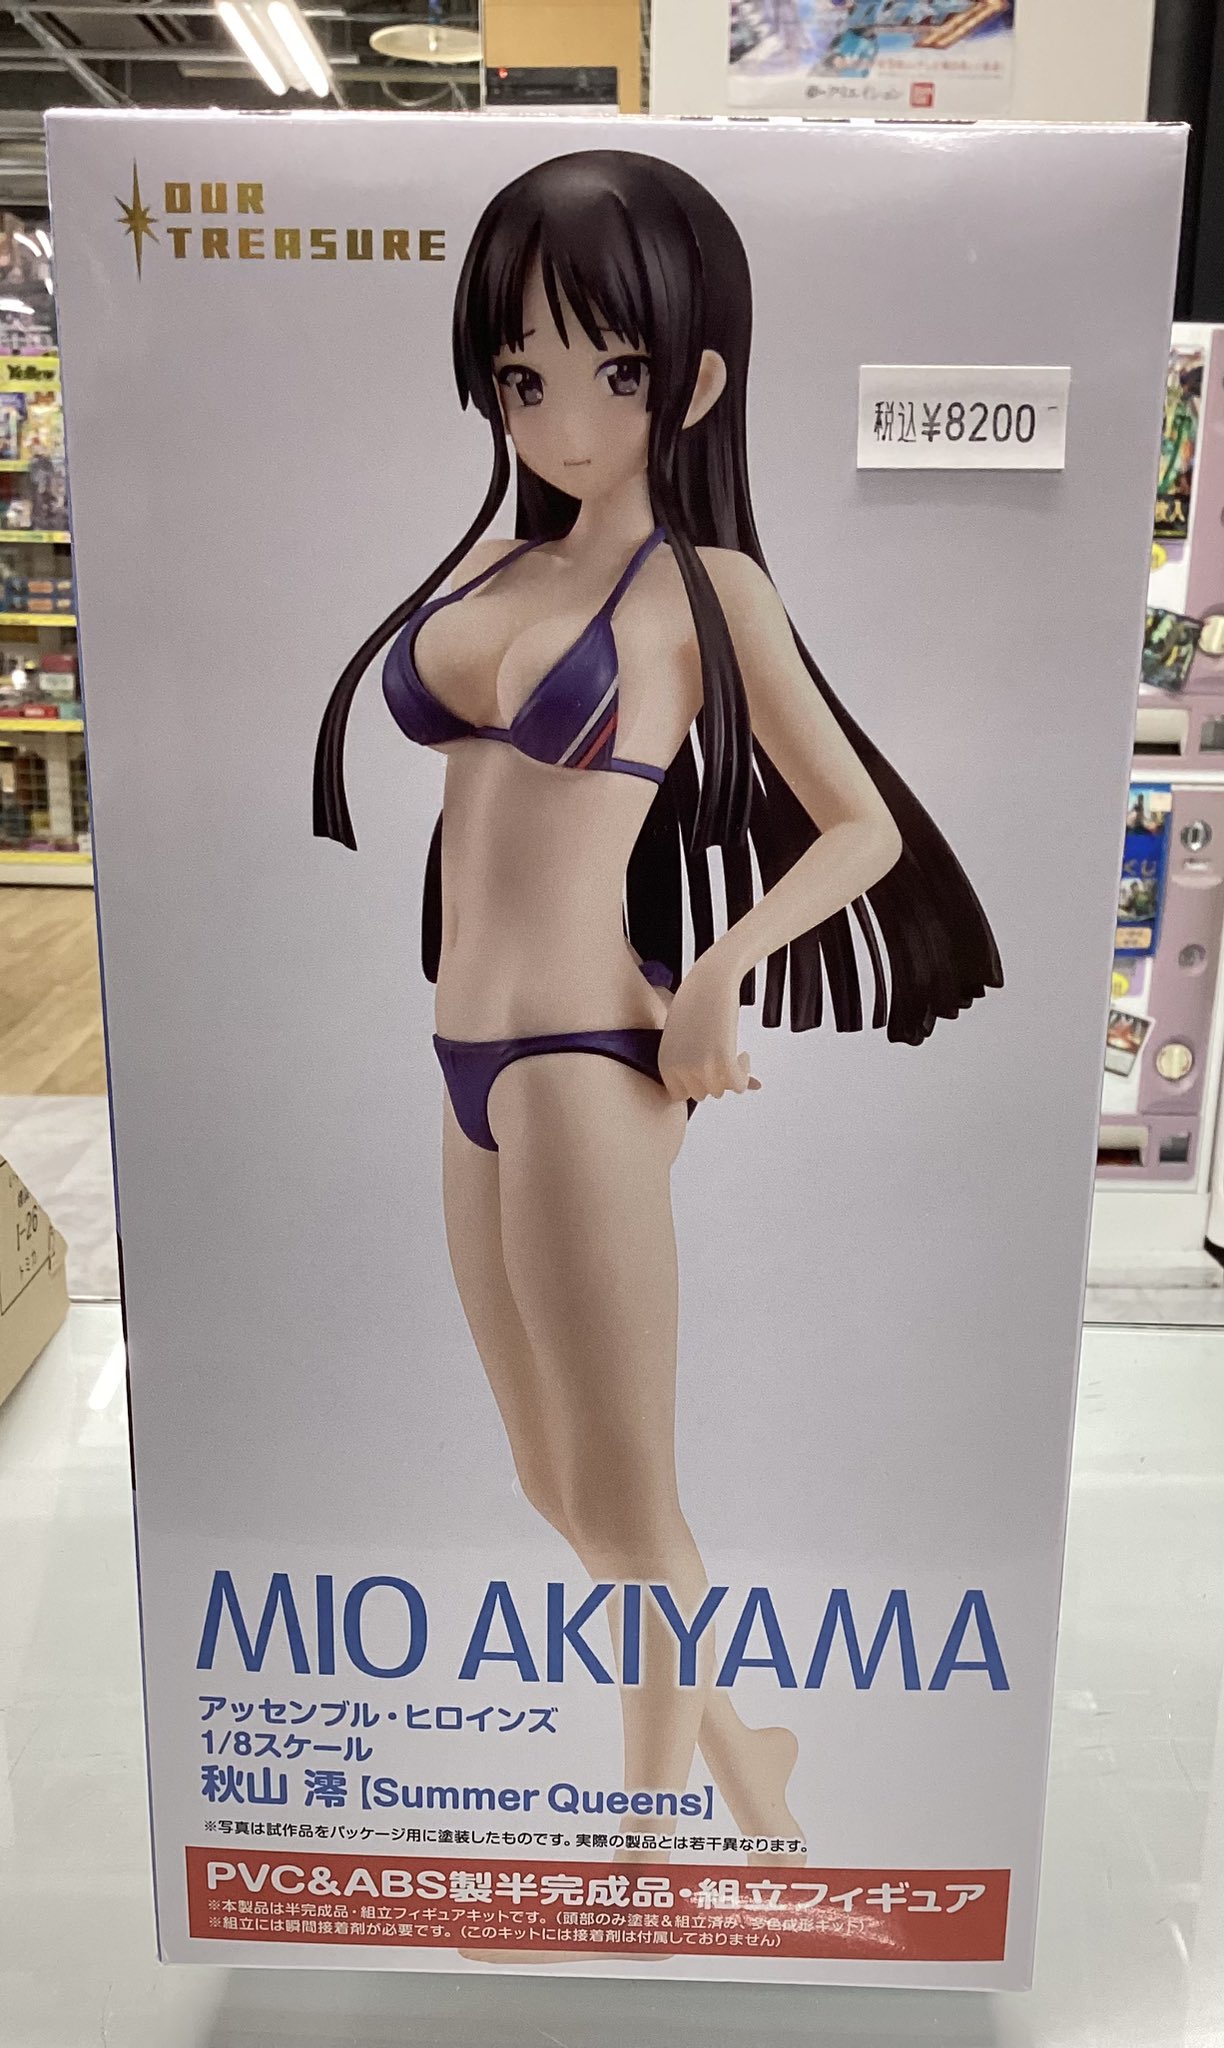 OUR
TREASURE
税込¥8200
Yellow
I-26
トミカ
MIO AKIYAMA
アッセンブル・ヒロインズ
1/8スケール
秋山 澪【Summer Queens】
※写真は試作品をパッケージ用に塗装したものです。実際の製品とは若干異なります。
PVC&ABS製半完成品・組立フィギュア
※本製品は半完成品・組立フィギュアキットです。(頭部のみ塗装&組立済み、多色成形キット)
※組立には瞬間接着剤が必要です。(このキットには接着剤は付属しておりません)